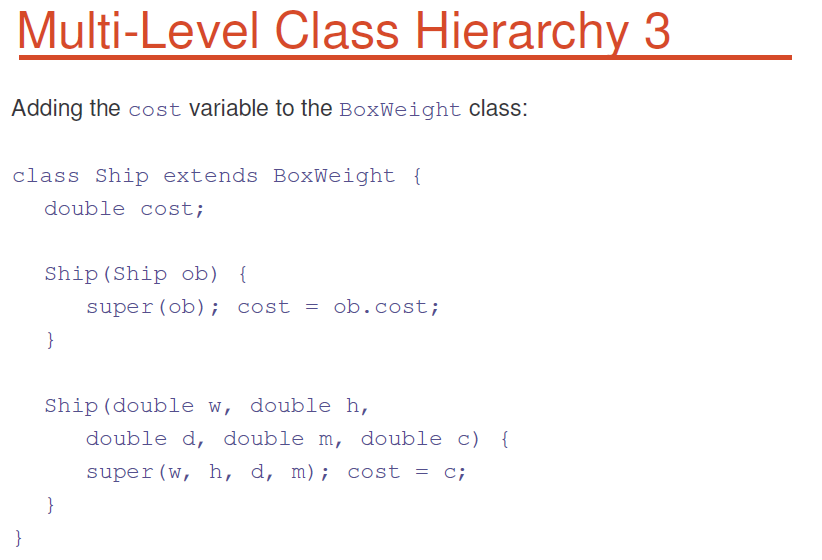 Multi-Level Class Hierarchy 3
Adding the cost variable to the BoxWeight class:
class Ship extends BoxWeight {
double cost;
Ship(Ship ob) {
super(ob); cost = ob.cost;
}
Ship(double w, double h,
double d, double m, double c) {
super(w, h, d, m); cost = c;
}
}